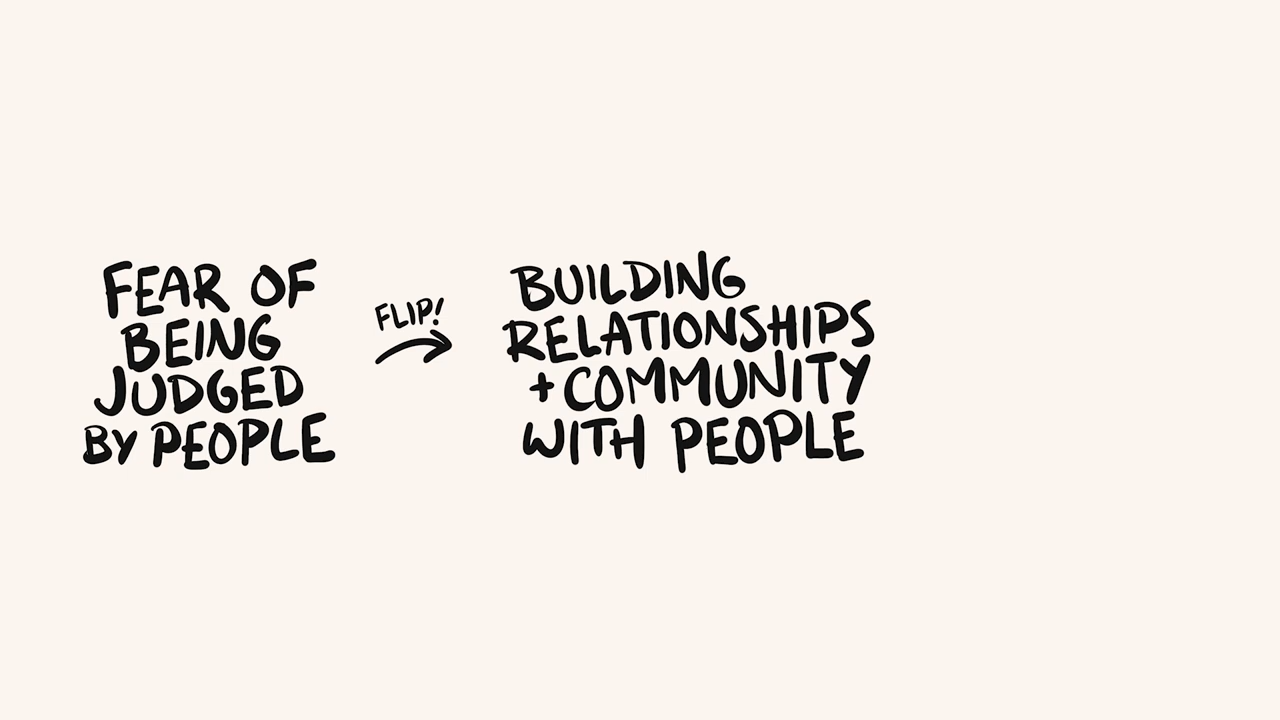 FEAR OF
BEING
JUDGED
BY PEOPLE
FLIP!
BUILDING
RELATIONSHIPS
+ COMMUNITY
WITH PEOPLE